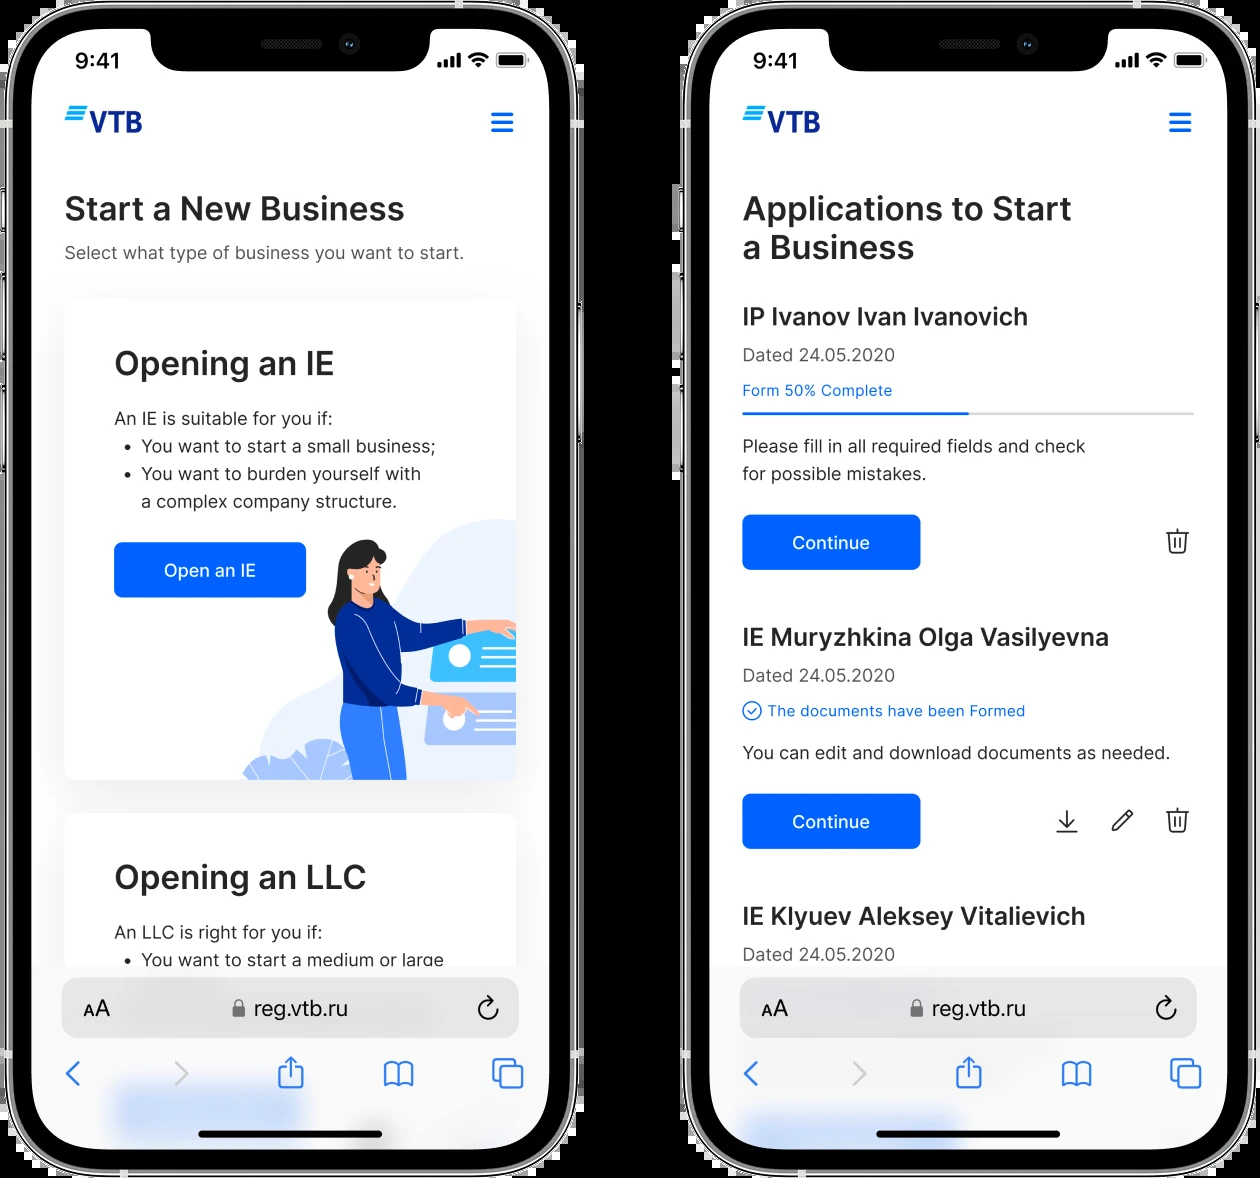 9:41
VTB
Start a New Business
Select what type of business you want to start.
Opening an IE
An IE is suitable for you if:
• You want to start a small business;
• You want to burden yourself with
a complex company structure.
Open an IE
Opening an LLC
An LLC is right for you if:
• You want to start a medium or large
AA
reg.vtb.ru
9:41
VTB
Applications to Start
a Business
IP Ivanov Ivan Ivanovich
Dated 24.05.2020
Form 50% Complete
Please fill in all required fields and check
for possible mistakes.
Continue
IE Muryzhkina Olga Vasilyevna
Dated 24.05.2020
The documents have been Formed
You can edit and download documents as needed.
Continue
IE Klyuev Aleksey Vitalievich
Dated 24.05.2020
AA
reg.vtb.ru